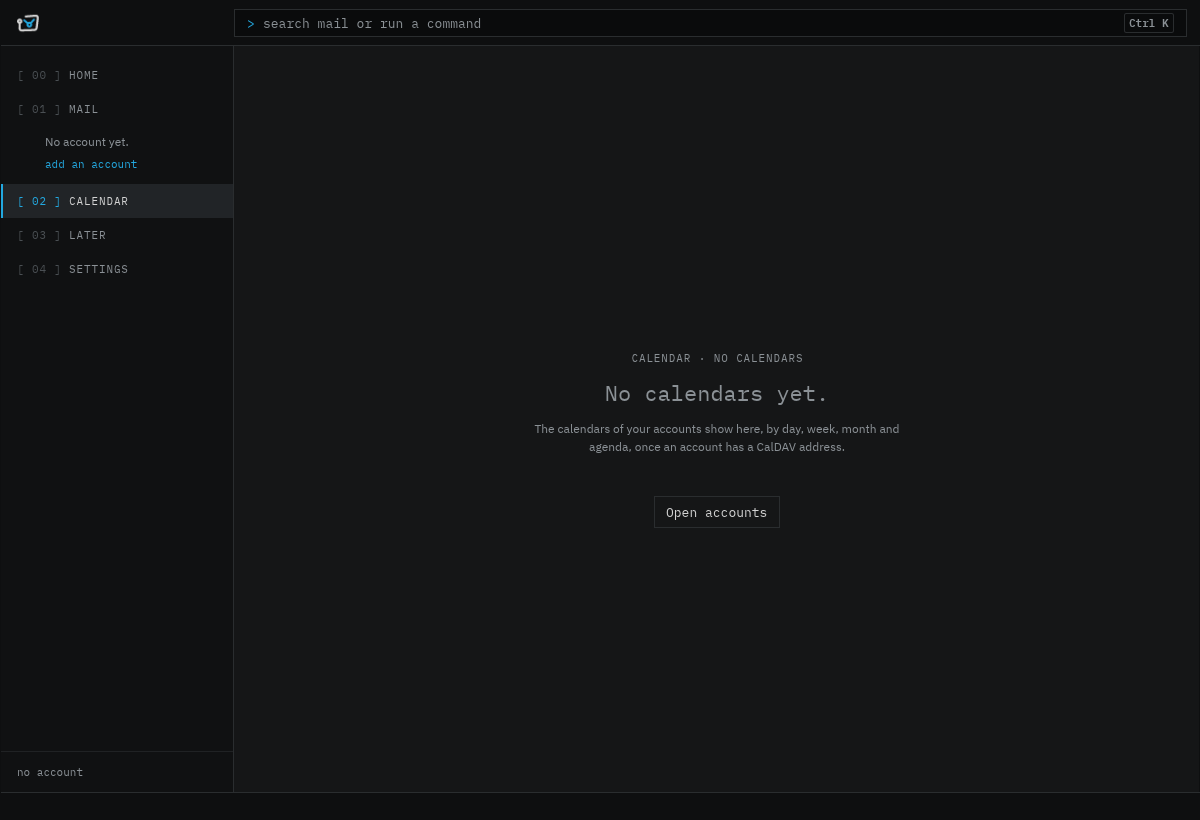 > search mail or run a command
Ctrl K
[ 00 ] HOME
[ 01 ] MAIL
No account yet.
add an account
[ 02 ] CALENDAR
[ 03 ] LATER
[ 04 ] SETTINGS
CALENDAR · NO CALENDARS
No calendars yet.
The calendars of your accounts show here, by day, week, month and
agenda, once an account has a CalDAV address.
Open accounts
no account